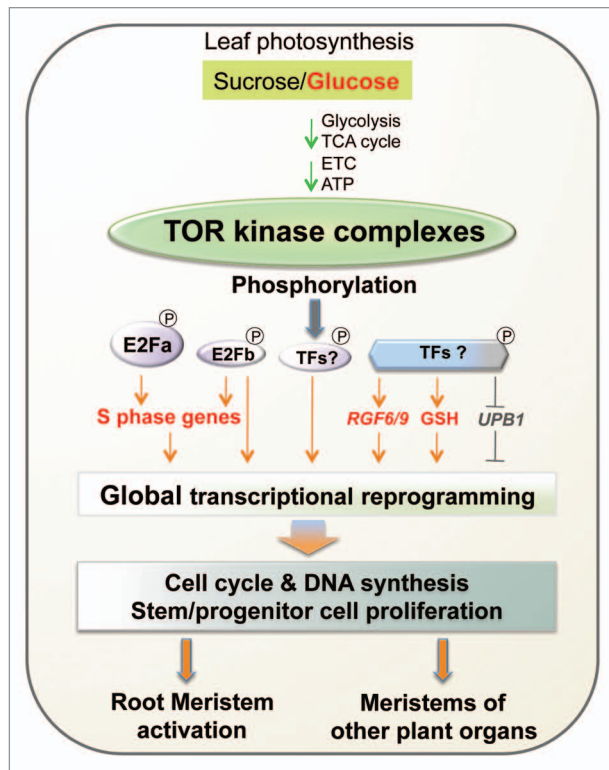 Leaf photosynthesis
Sucrose/Glucose
Glycolysis
TCA cycle
ETC
ATP
TOR kinase complexes
Phosphorylation
E2Fa P
E2Fb P
TFs? P
TFs ? P
S phase genes
RGF6/9
GSH
UPB1
Global transcriptional reprogramming
Cell cycle & DNA synthesis
Stem/progenitor cell proliferation
Root Meristem
activation
Meristems of
other plant organs